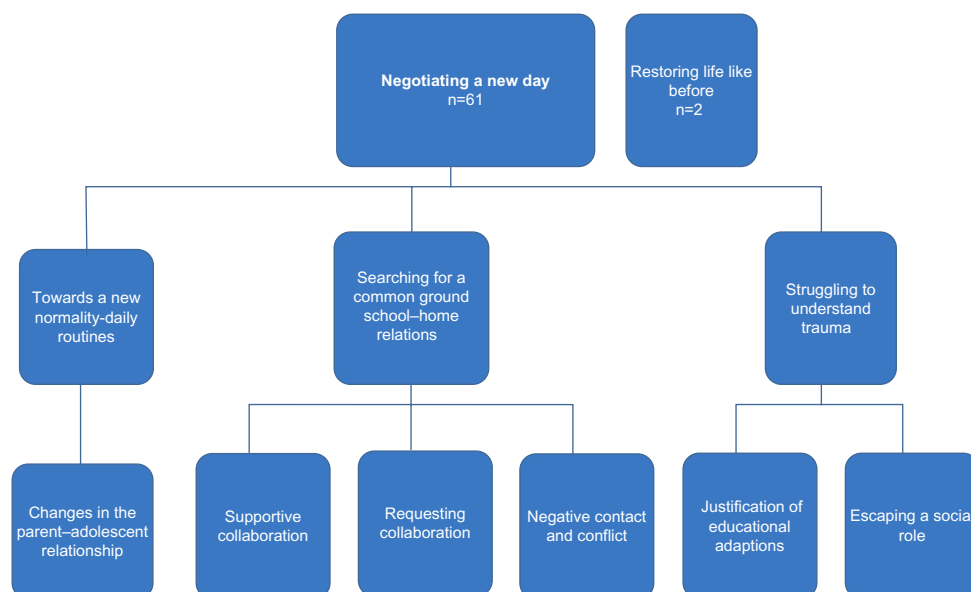 Negotiating a new day
n=61
Restoring life like
before
n=2
Towards a new
normality-daily
routines
Searching for a
common ground
school–home
relations
Struggling to
understand
trauma
Changes in the
parent–adolescent
relationship
Supportive
collaboration
Requesting
collaboration
Negative contact
and conflict
Justification of
educational
adaptions
Escaping a social
role